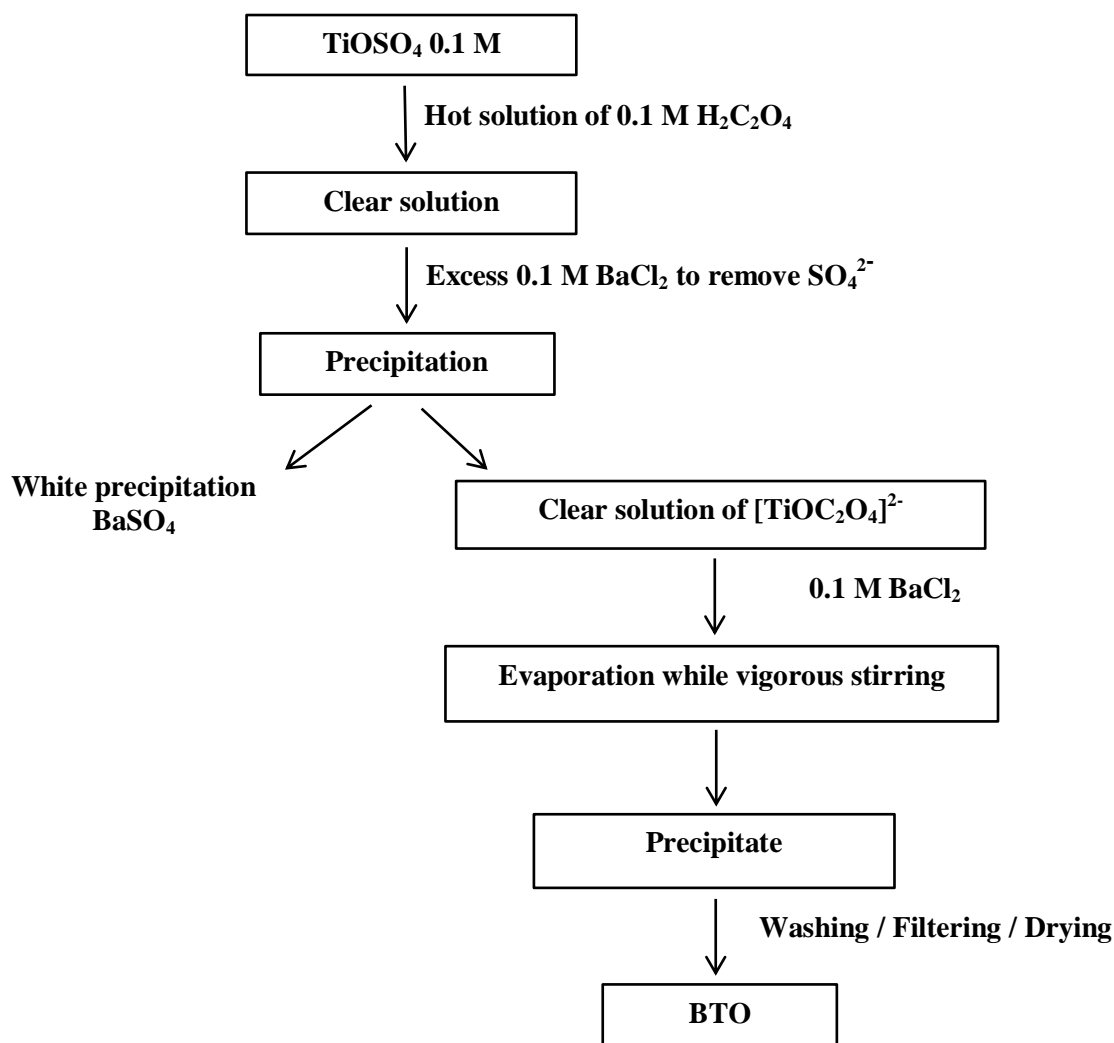 TiOSO₄ 0.1 M
Hot solution of 0.1 M H₂C₂O₄
Clear solution
Excess 0.1 M BaCl₂ to remove SO₄²⁻
Precipitation
White precipitation
BaSO₄
Clear solution of [TiOC₂O₄]²⁻
0.1 M BaCl₂
Evaporation while vigorous stirring
Precipitate
Washing / Filtering / Drying
BTO